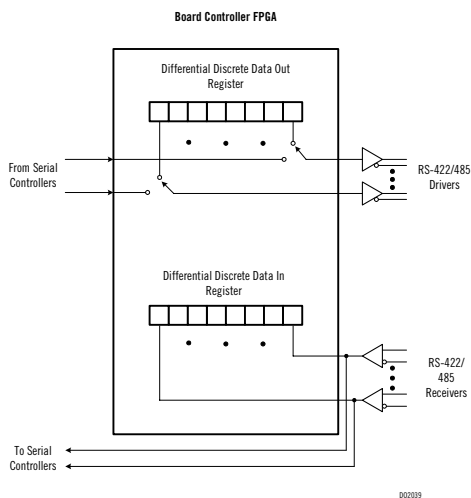 Board Controller FPGA
Differential Discrete Data Out
Register
From Serial
Controllers
RS-422/485
Drivers
Differential Discrete Data In
Register
RS-422/
485
Receivers
To Serial
Controllers
D02039